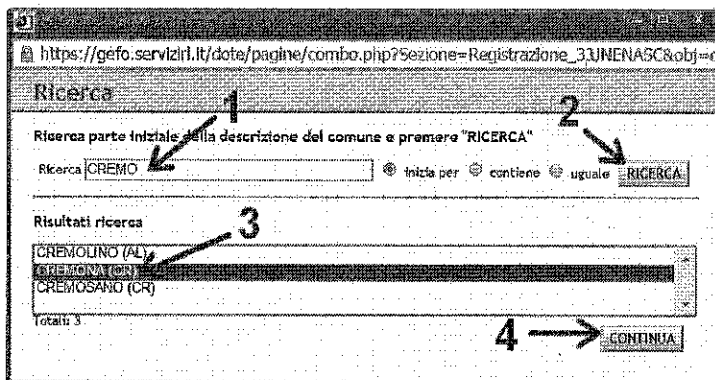 https://gefo.servizirl.it/dote/pagine/combo.php?Sezione=Registrazione_33JNENASC&obj=
Ricerca
1
2
Ricerca parte iniziale della descrizione del comune e premere "RICERCA"
Ricerca CREMO inizia per contiene uguale RICERCA
Risultati ricerca
3
CREMOLINO (AL)
CREMONA (CR)
CREMOSANO (CR)
Totali: 3
4
CONTINUA